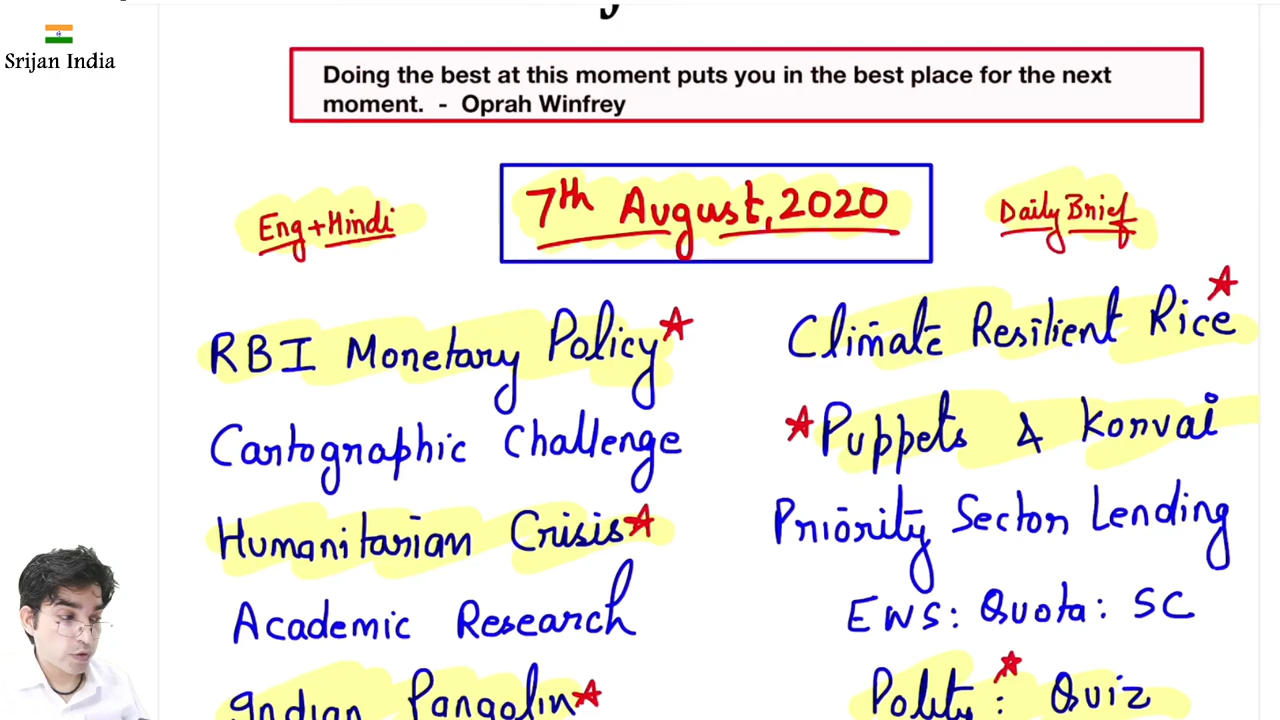 Srijan India
Doing the best at this moment puts you in the best place for the next
moment. - Oprah Winfrey
Eng+Hindi
7th August, 2020
Daily Brief
RBI Monetary Policy
Climate Resilient Rice
Cartographic Challenge
Puppets & Konvai
Humanitarian Crisis
Priority Sector Lending
Academic Research
EWS: Quota: SC
Indian Pangolin
Polity: Quiz